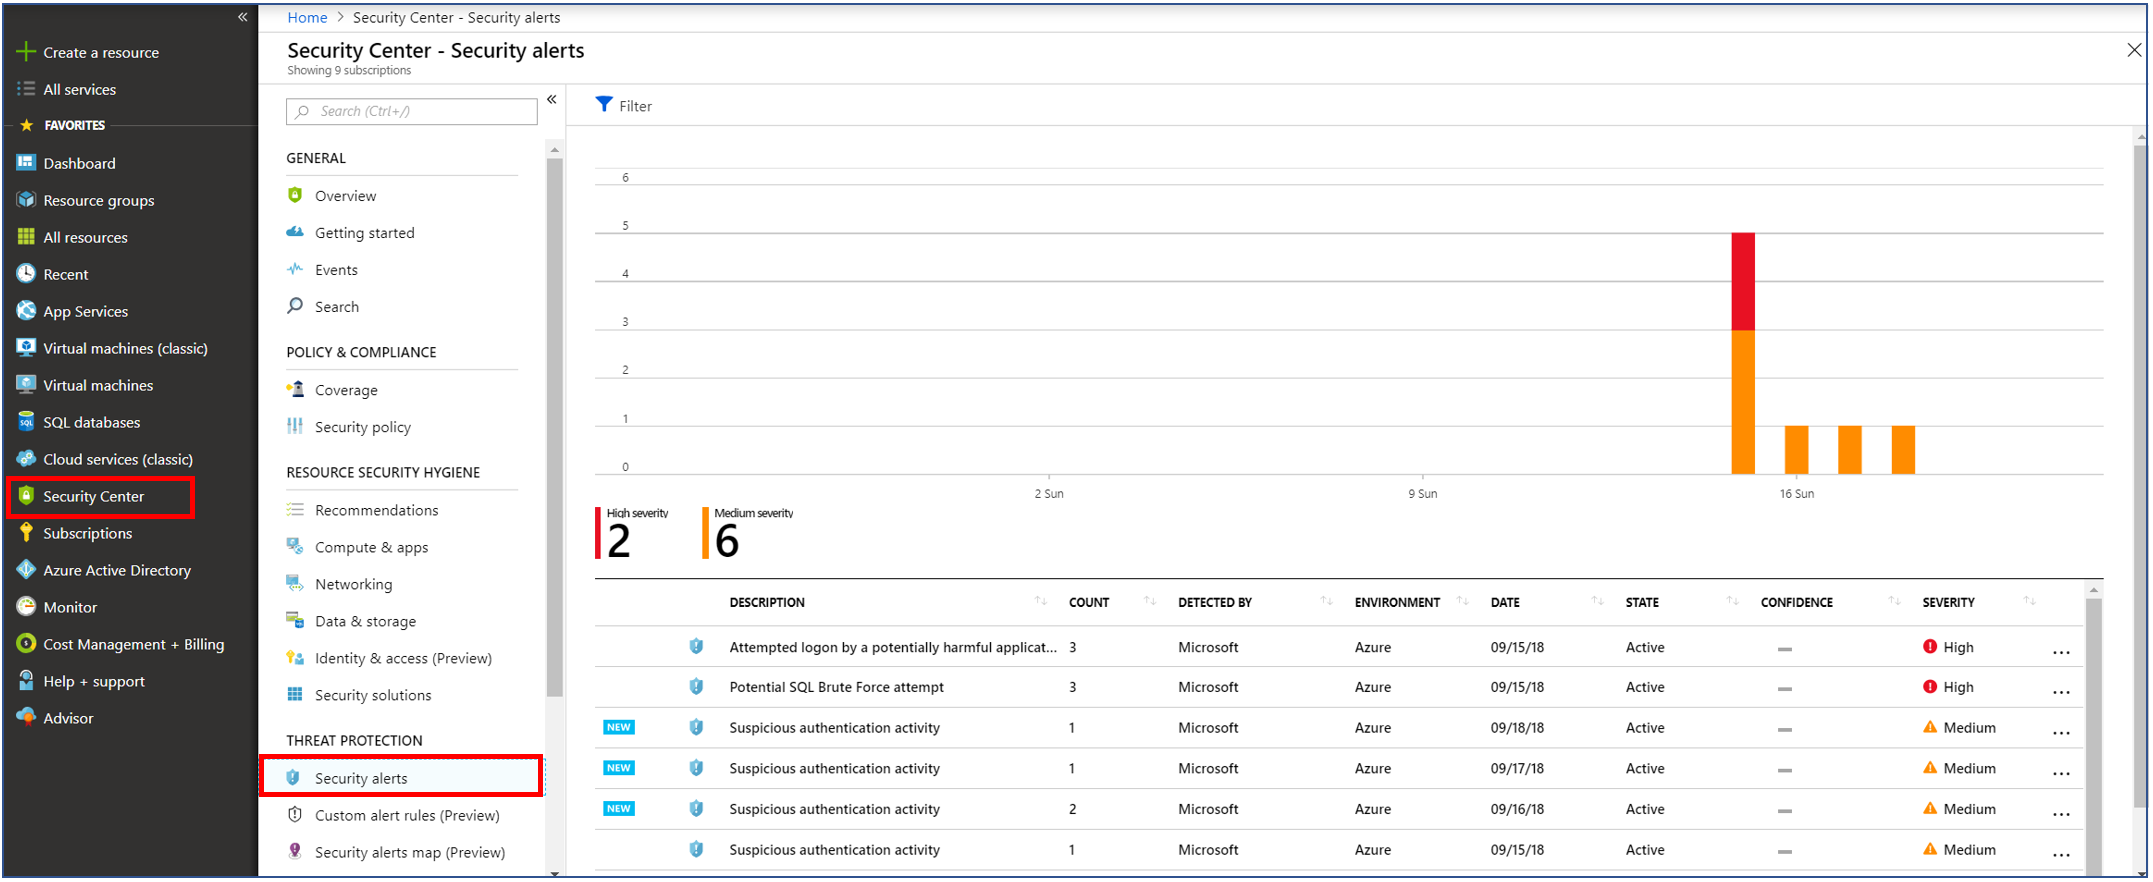 Create a resource
All services
FAVORITES
Dashboard
Resource groups
All resources
Recent
App Services
Virtual machines (classic)
Virtual machines
SQL databases
Cloud services (classic)
Security Center
Subscriptions
Azure Active Directory
Monitor
Cost Management + Billing
Help + support
Advisor
Home > Security Center - Security alerts
Security Center - Security alerts
Showing 9 subscriptions
Search (Ctrl+/)
GENERAL
Overview
Getting started
Events
Search
POLICY & COMPLIANCE
Coverage
Security policy
RESOURCE SECURITY HYGIENE
Recommendations
Compute & apps
Networking
Data & storage
Identity & access (Preview)
Security solutions
THREAT PROTECTION
Security alerts
Custom alert rules (Preview)
Security alerts map (Preview)
Filter
6
5
4
3
2
1
0
2 Sun 9 Sun 16 Sun
High severity Medium severity
2 6
DESCRIPTION COUNT DETECTED BY ENVIRONMENT DATE STATE CONFIDENCE SEVERITY
Attempted logon by a potentially harmful applicat... 3 Microsoft Azure 09/15/18 Active High ...
Potential SQL Brute Force attempt 3 Microsoft Azure 09/15/18 Active High ...
NEW Suspicious authentication activity 1 Microsoft Azure 09/18/18 Active Medium ...
NEW Suspicious authentication activity 1 Microsoft Azure 09/17/18 Active Medium ...
NEW Suspicious authentication activity 2 Microsoft Azure 09/16/18 Active Medium ...
Suspicious authentication activity 1 Microsoft Azure 09/15/18 Active Medium ...